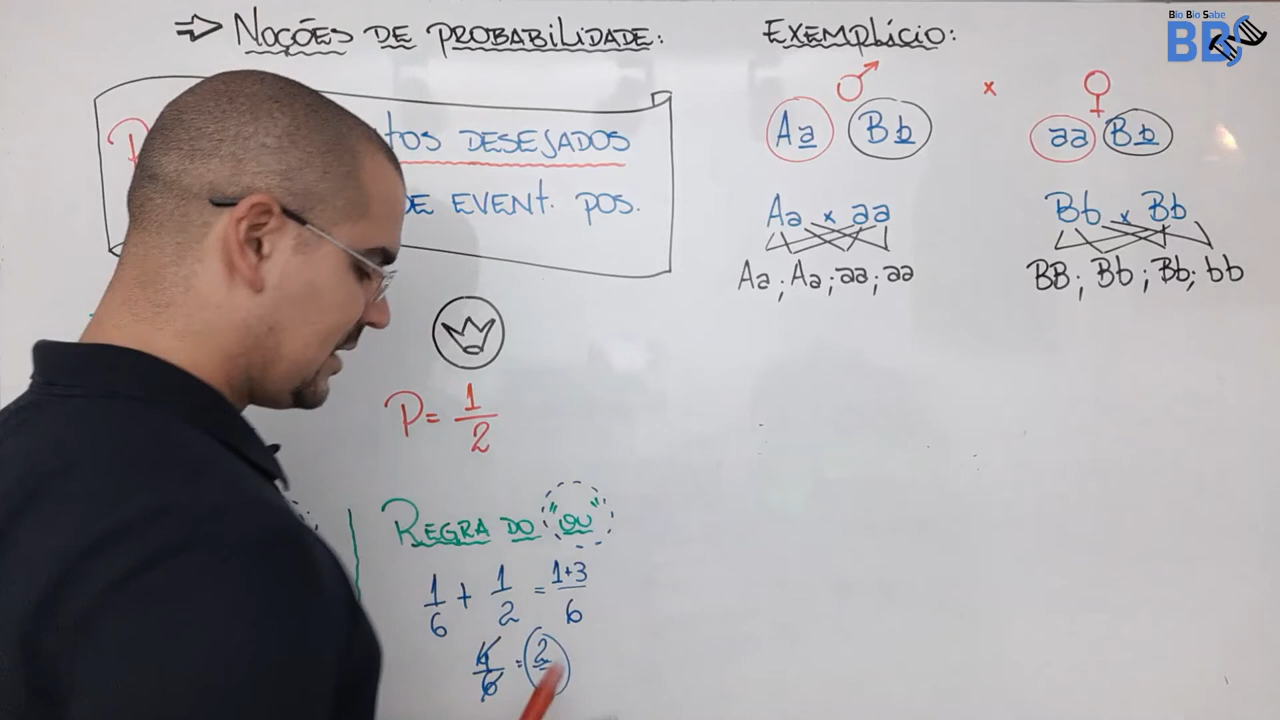 ⇒ NOÇÕES DE PROBABILIDADE:
TOS DESEJADOS
DE EVENT. POS.
P= 1/2
REGRA DO "OU"
1/6 + 1/2 = 1+3/6
4/6 = 2
EXEMPLÍCIO:
♂ x ♀
Aa Bb aa Bb
Aa x aa
Aa ; Aa ; aa ; aa
Bb x Bb
BB ; Bb ; Bb ; bb
Bio Bio Sabe
BBS